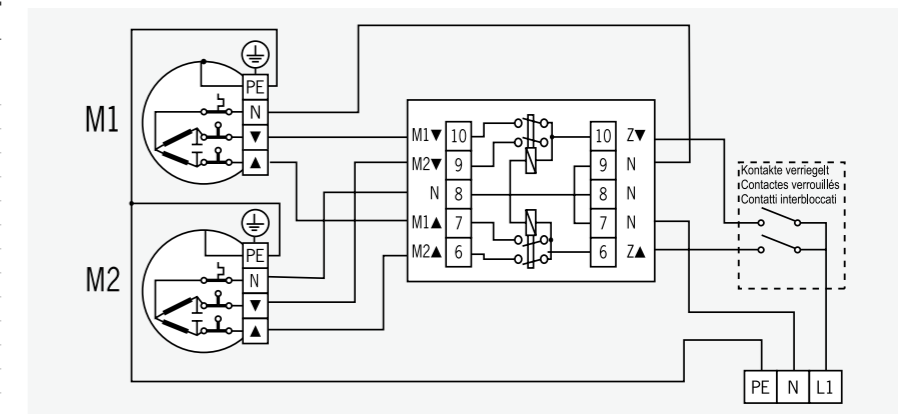 M1
PE
N
▼
▲
M2
PE
N
▼
▲
M1▼ 10 10 Z▼
M2▼ 9 9 N
N 8 8 N
M1▲ 7 7 N
M2▲ 6 6 Z▲
Kontakte verriegelt
Contactes verrouillés
Contatti interbloccati
PE N L1